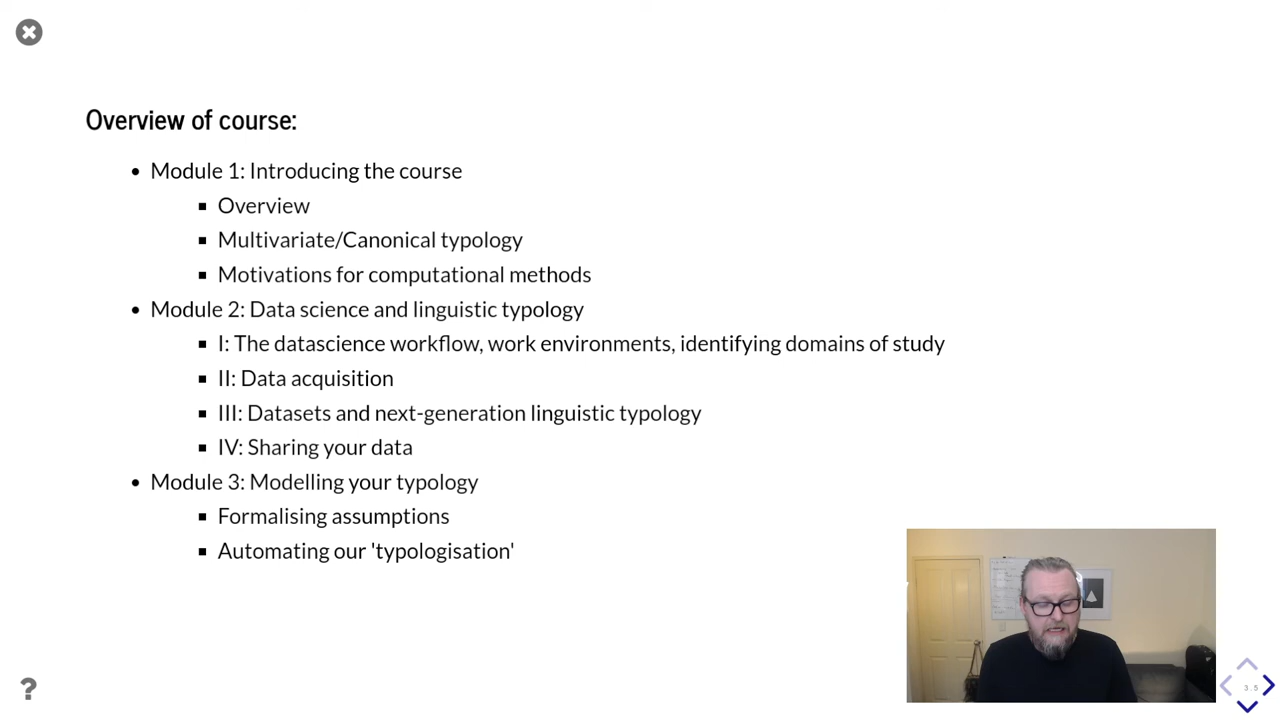 Overview of course:
Module 1: Introducing the course
Overview
Multivariate/Canonical typology
Motivations for computational methods
Module 2: Data science and linguistic typology
I: The datascience workflow, work environments, identifying domains of study
II: Data acquisition
III: Datasets and next-generation linguistic typology
IV: Sharing your data
Module 3: Modelling your typology
Formalising assumptions
Automating our 'typologisation'
?
3.5